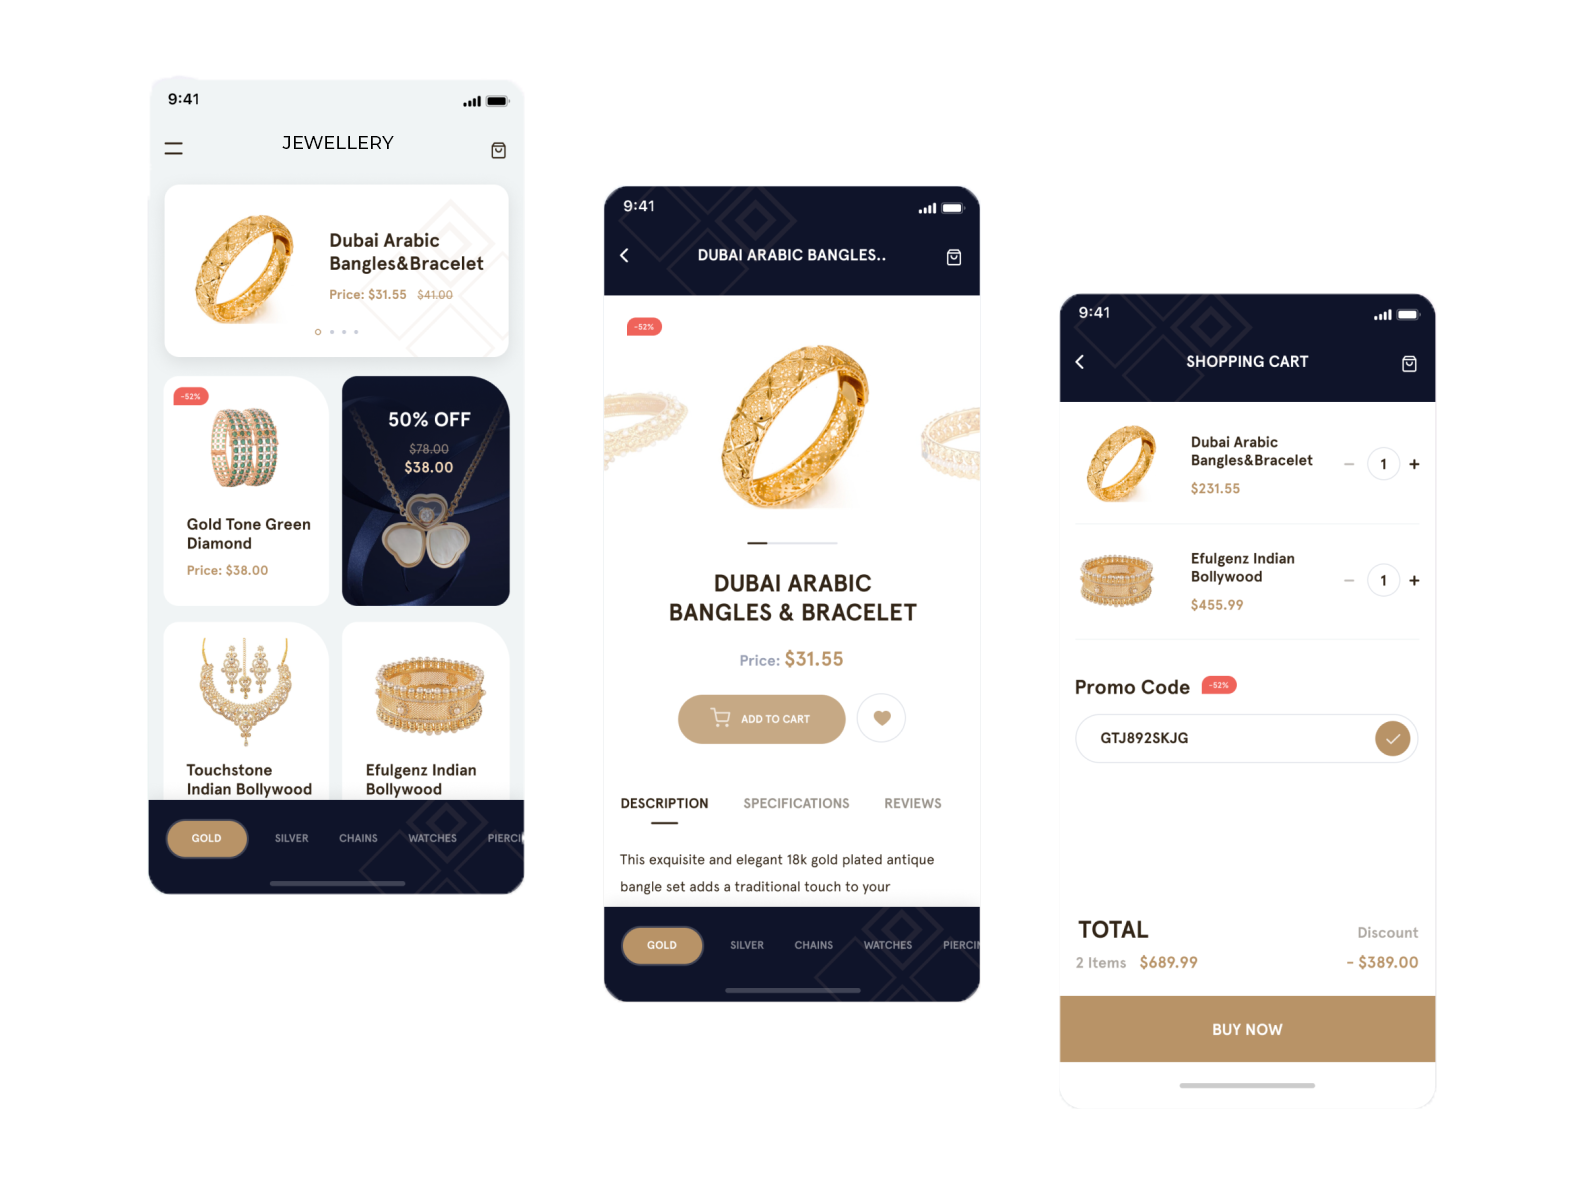 9:41
JEWELLERY
Dubai Arabic
Bangles&Bracelet
Price: $31.55 $41.00
-52%
Gold Tone Green
Diamond
Price: $38.00
50% OFF
$78.00
$38.00
Touchstone
Indian Bollywood
Efulgenz Indian
Bollywood
GOLD SILVER CHAINS WATCHES PIERCI
9:41
DUBAI ARABIC BANGLES..
-52%
DUBAI ARABIC
BANGLES & BRACELET
Price: $31.55
ADD TO CART
DESCRIPTION SPECIFICATIONS REVIEWS
This exquisite and elegant 18k gold plated antique
bangle set adds a traditional touch to your
GOLD SILVER CHAINS WATCHES PIERCIN
9:41
SHOPPING CART
Dubai Arabic
Bangles&Bracelet
$231.55
− 1 +
Efulgenz Indian
Bollywood
$455.99
− 1 +
Promo Code -52%
GTJ892SKJG
TOTAL Discount
2 Items $689.99 - $389.00
BUY NOW